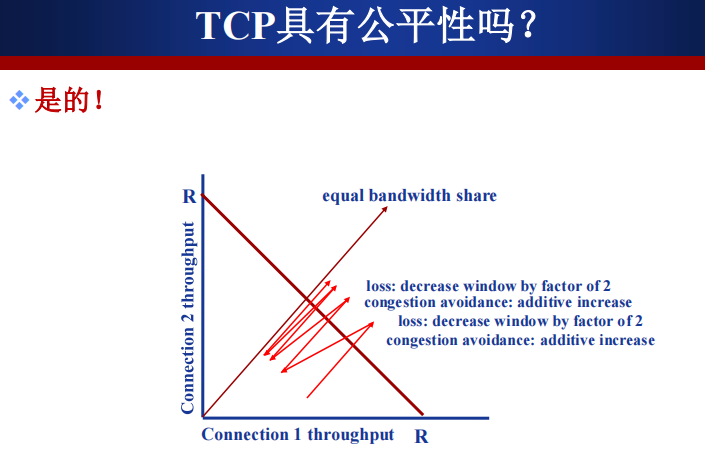 TCP具有公平性吗?
是的!
R
equal bandwidth share
Connection 2 throughput
loss: decrease window by factor of 2
congestion avoidance: additive increase
loss: decrease window by factor of 2
congestion avoidance: additive increase
Connection 1 throughput
R